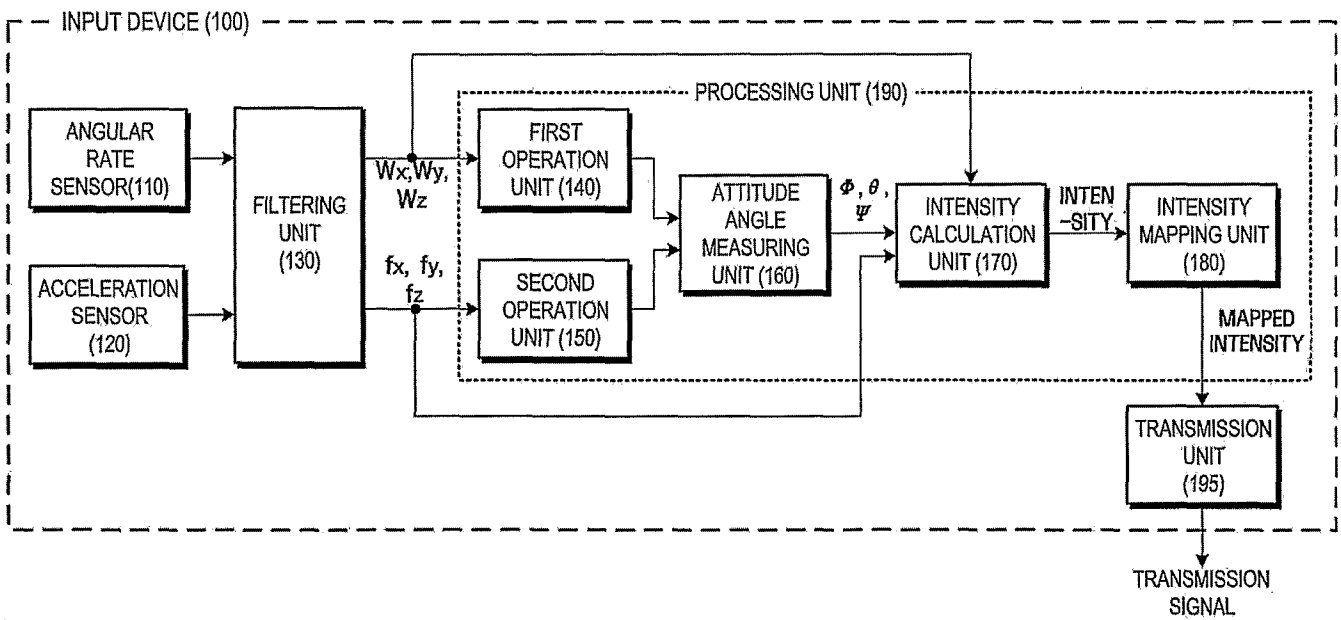 INPUT DEVICE (100)
PROCESSING UNIT (190)
ANGULAR
RATE
SENSOR(110)
ACCELERATION
SENSOR
(120)
FILTERING
UNIT
(130)
Wx,Wy,
Wz
fx, fy,
fz
FIRST
OPERATION
UNIT (140)
SECOND
OPERATION
UNIT (150)
ATTITUDE
ANGLE
MEASURING
UNIT (160)
Φ, θ,
Ψ
INTENSITY
CALCULATION
UNIT (170)
INTEN
-SITY
INTENSITY
MAPPING UNIT
(180)
MAPPED
INTENSITY
TRANSMISSION
UNIT
(195)
TRANSMISSION
SIGNAL